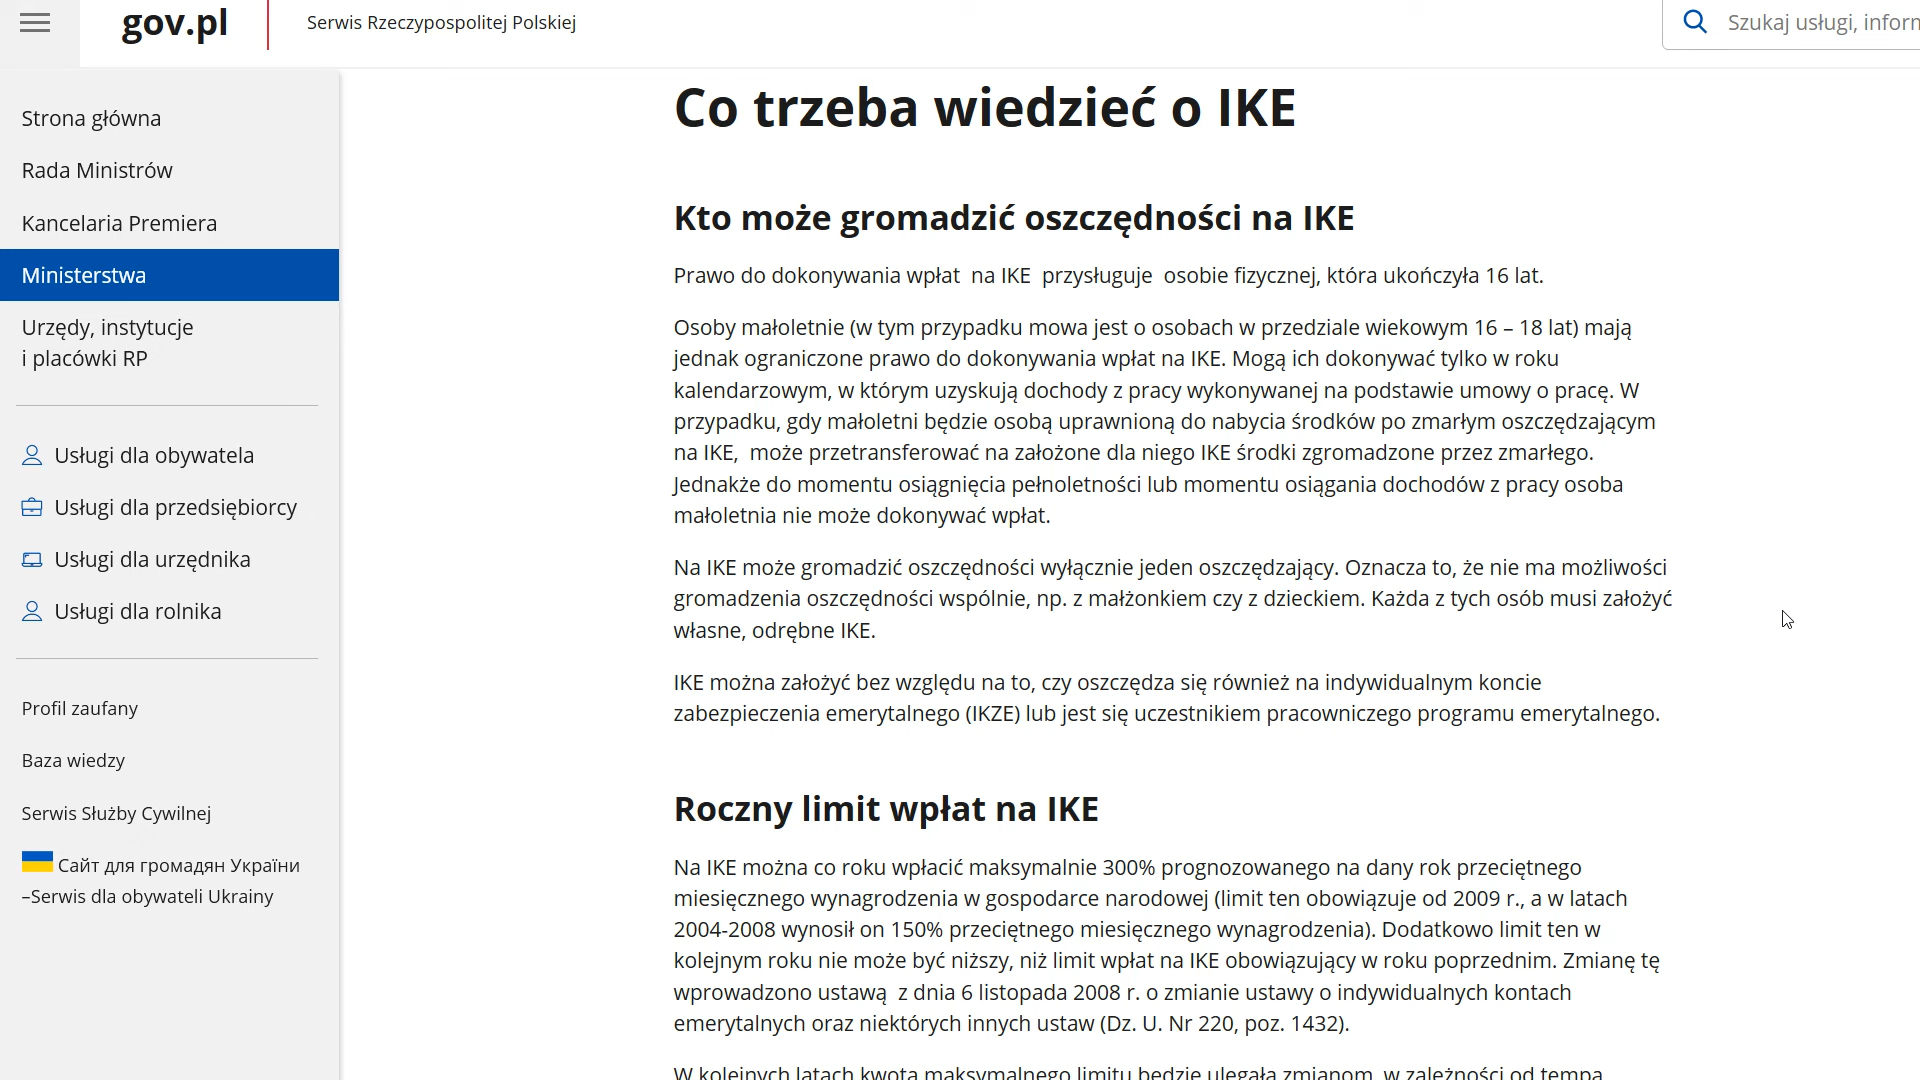 gov.pl
Serwis Rzeczypospolitej Polskiej
Szukaj usługi, inform
Strona główna
Rada Ministrów
Kancelaria Premiera
Ministerstwa
Urzędy, instytucje
i placówki RP
Usługi dla obywatela
Usługi dla przedsiębiorcy
Usługi dla urzędnika
Usługi dla rolnika
Profil zaufany
Baza wiedzy
Serwis Służby Cywilnej
Сайт для громадян України
–Serwis dla obywateli Ukrainy
Co trzeba wiedzieć o IKE
Kto może gromadzić oszczędności na IKE
Prawo do dokonywania wpłat  na IKE  przysługuje  osobie fizycznej, która ukończyła 16 lat.
Osoby małoletnie (w tym przypadku mowa jest o osobach w przedziale wiekowym 16 – 18 lat) mają
jednak ograniczone prawo do dokonywania wpłat na IKE. Mogą ich dokonywać tylko w roku
kalendarzowym, w którym uzyskują dochody z pracy wykonywanej na podstawie umowy o pracę. W
przypadku, gdy małoletni będzie osobą uprawnioną do nabycia środków po zmarłym oszczędzającym
na IKE,  może przetransferować na założone dla niego IKE środki zgromadzone przez zmarłego.
Jednakże do momentu osiągnięcia pełnoletności lub momentu osiągania dochodów z pracy osoba
małoletnia nie może dokonywać wpłat.
Na IKE może gromadzić oszczędności wyłącznie jeden oszczędzający. Oznacza to, że nie ma możliwości
gromadzenia oszczędności wspólnie, np. z małżonkiem czy z dzieckiem. Każda z tych osób musi założyć
własne, odrębne IKE.
IKE można założyć bez względu na to, czy oszczędza się również na indywidualnym koncie
zabezpieczenia emerytalnego (IKZE) lub jest się uczestnikiem pracowniczego programu emerytalnego.
Roczny limit wpłat na IKE
Na IKE można co roku wpłacić maksymalnie 300% prognozowanego na dany rok przeciętnego
miesięcznego wynagrodzenia w gospodarce narodowej (limit ten obowiązuje od 2009 r., a w latach
2004-2008 wynosił on 150% przeciętnego miesięcznego wynagrodzenia). Dodatkowo limit ten w
kolejnym roku nie może być niższy, niż limit wpłat na IKE obowiązujący w roku poprzednim. Zmianę tę
wprowadzono ustawą  z dnia 6 listopada 2008 r. o zmianie ustawy o indywidualnych kontach
emerytalnych oraz niektórych innych ustaw (Dz. U. Nr 220, poz. 1432).
W kolejnych latach kwota maksymalnego limitu będzie ulegała zmianom, w zależności od tempa